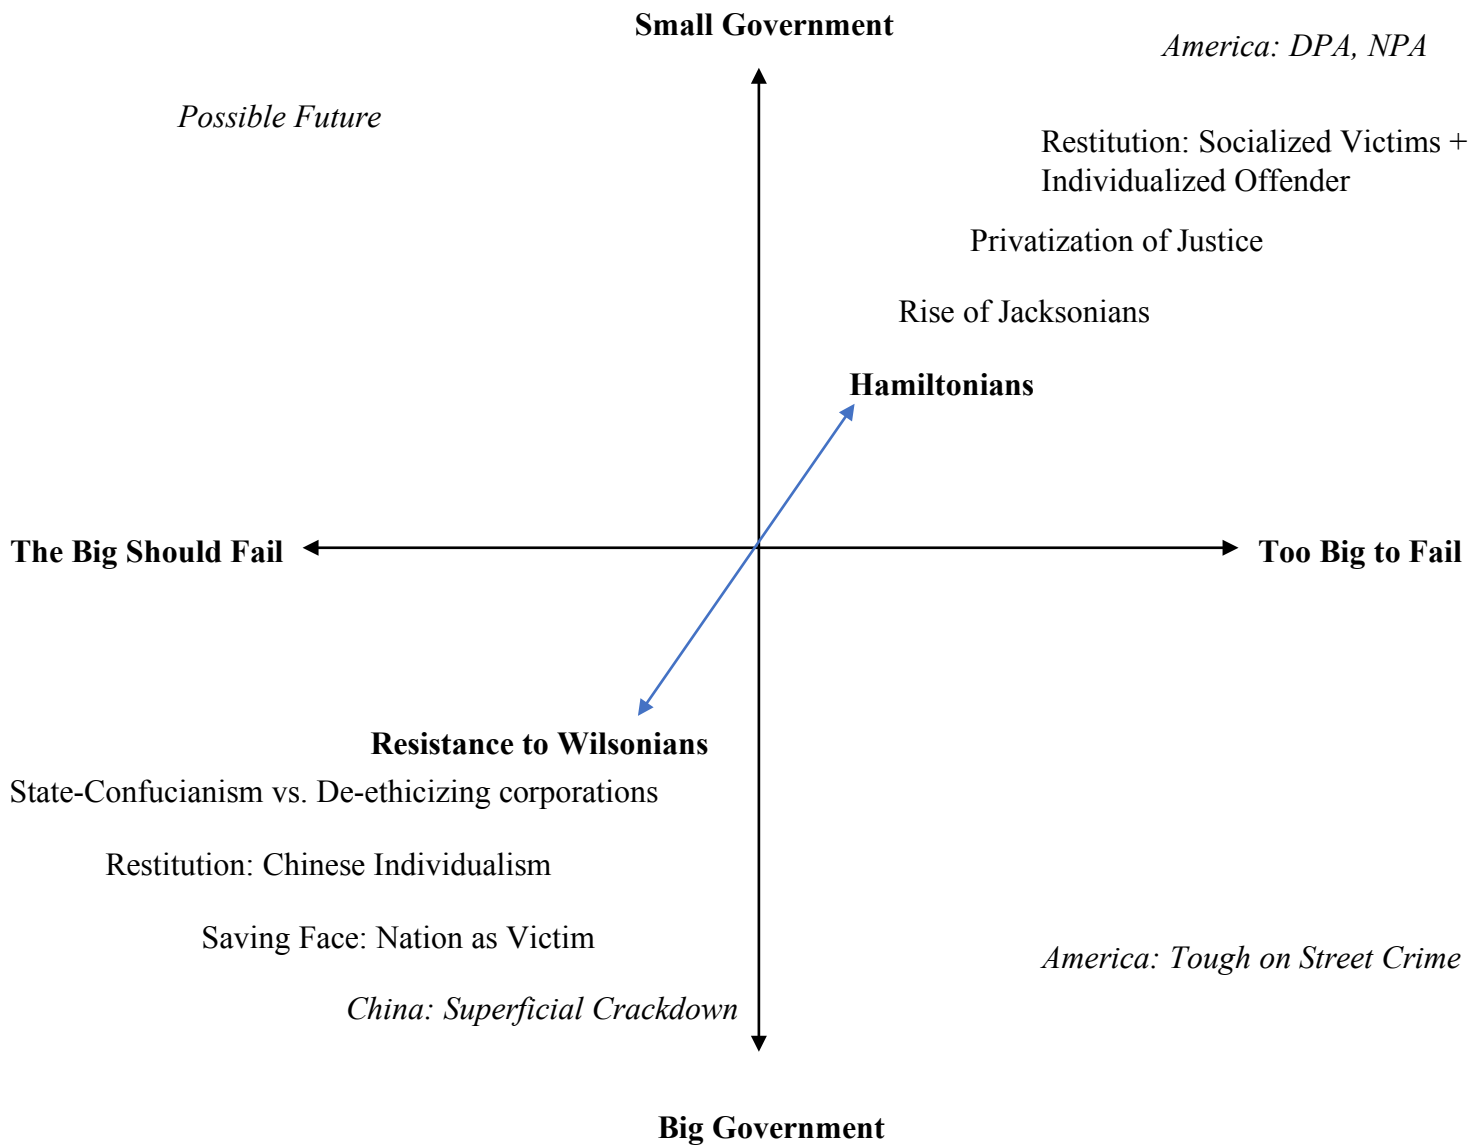 Small Government
America: DPA, NPA
Possible Future
Restitution: Socialized Victims +
Individualized Offender
Privatization of Justice
Rise of Jacksonians
Hamiltonians
The Big Should Fail
Too Big to Fail
Resistance to Wilsonians
State-Confucianism vs. De-ethicizing corporations
Restitution: Chinese Individualism
Saving Face: Nation as Victim
America: Tough on Street Crime
China: Superficial Crackdown
Big Government